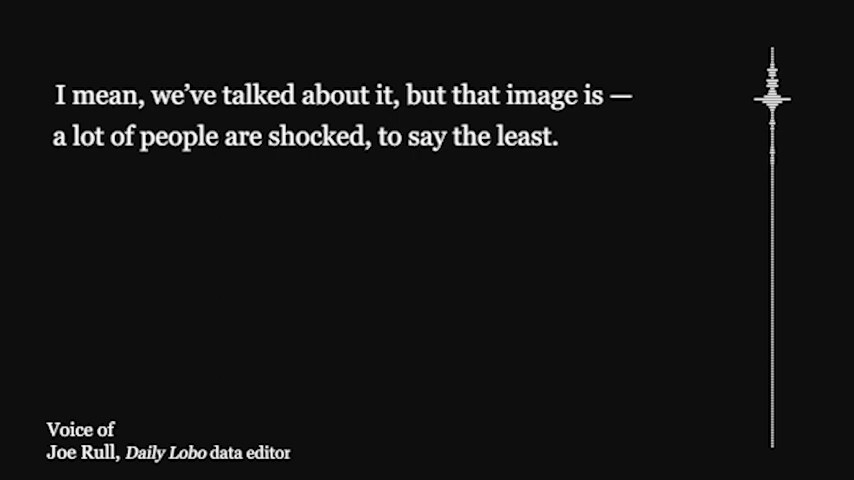 I mean, we’ve talked about it, but that image is —
a lot of people are shocked, to say the least.
Voice of
Joe Rull, Daily Lobo data editor